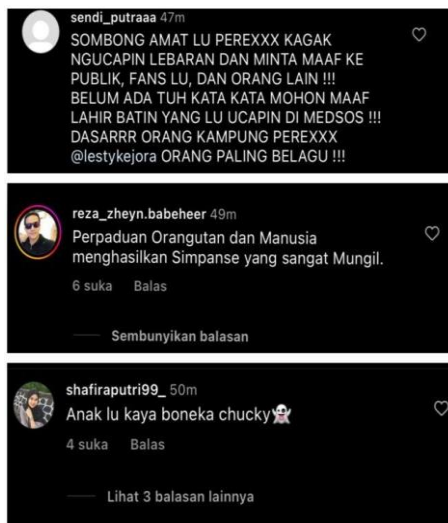 sendi_putraaa 47m
SOMBONG AMAT LU PEREXXX KAGAK
NGUCAPIN LEBARAN DAN MINTA MAAF KE
PUBLIK, FANS LU, DAN ORANG LAIN !!!
BELUM ADA TUH KATA KATA MOHON MAAF
LAHIR BATIN YANG LU UCAPIN DI MEDSOS !!!
DASARRR ORANG KAMPUNG PEREXXX
@lestykejora ORANG PALING BELAGU !!!
reza_zheyn.babeheer 49m
Perpaduan Orangutan dan Manusia
menghasilkan Simpanse yang sangat Mungil.
6 suka Balas
Sembunyikan balasan
shafiraputri99_ 50m
Anak lu kaya boneka chucky👻
4 suka Balas
Lihat 3 balasan lainnya